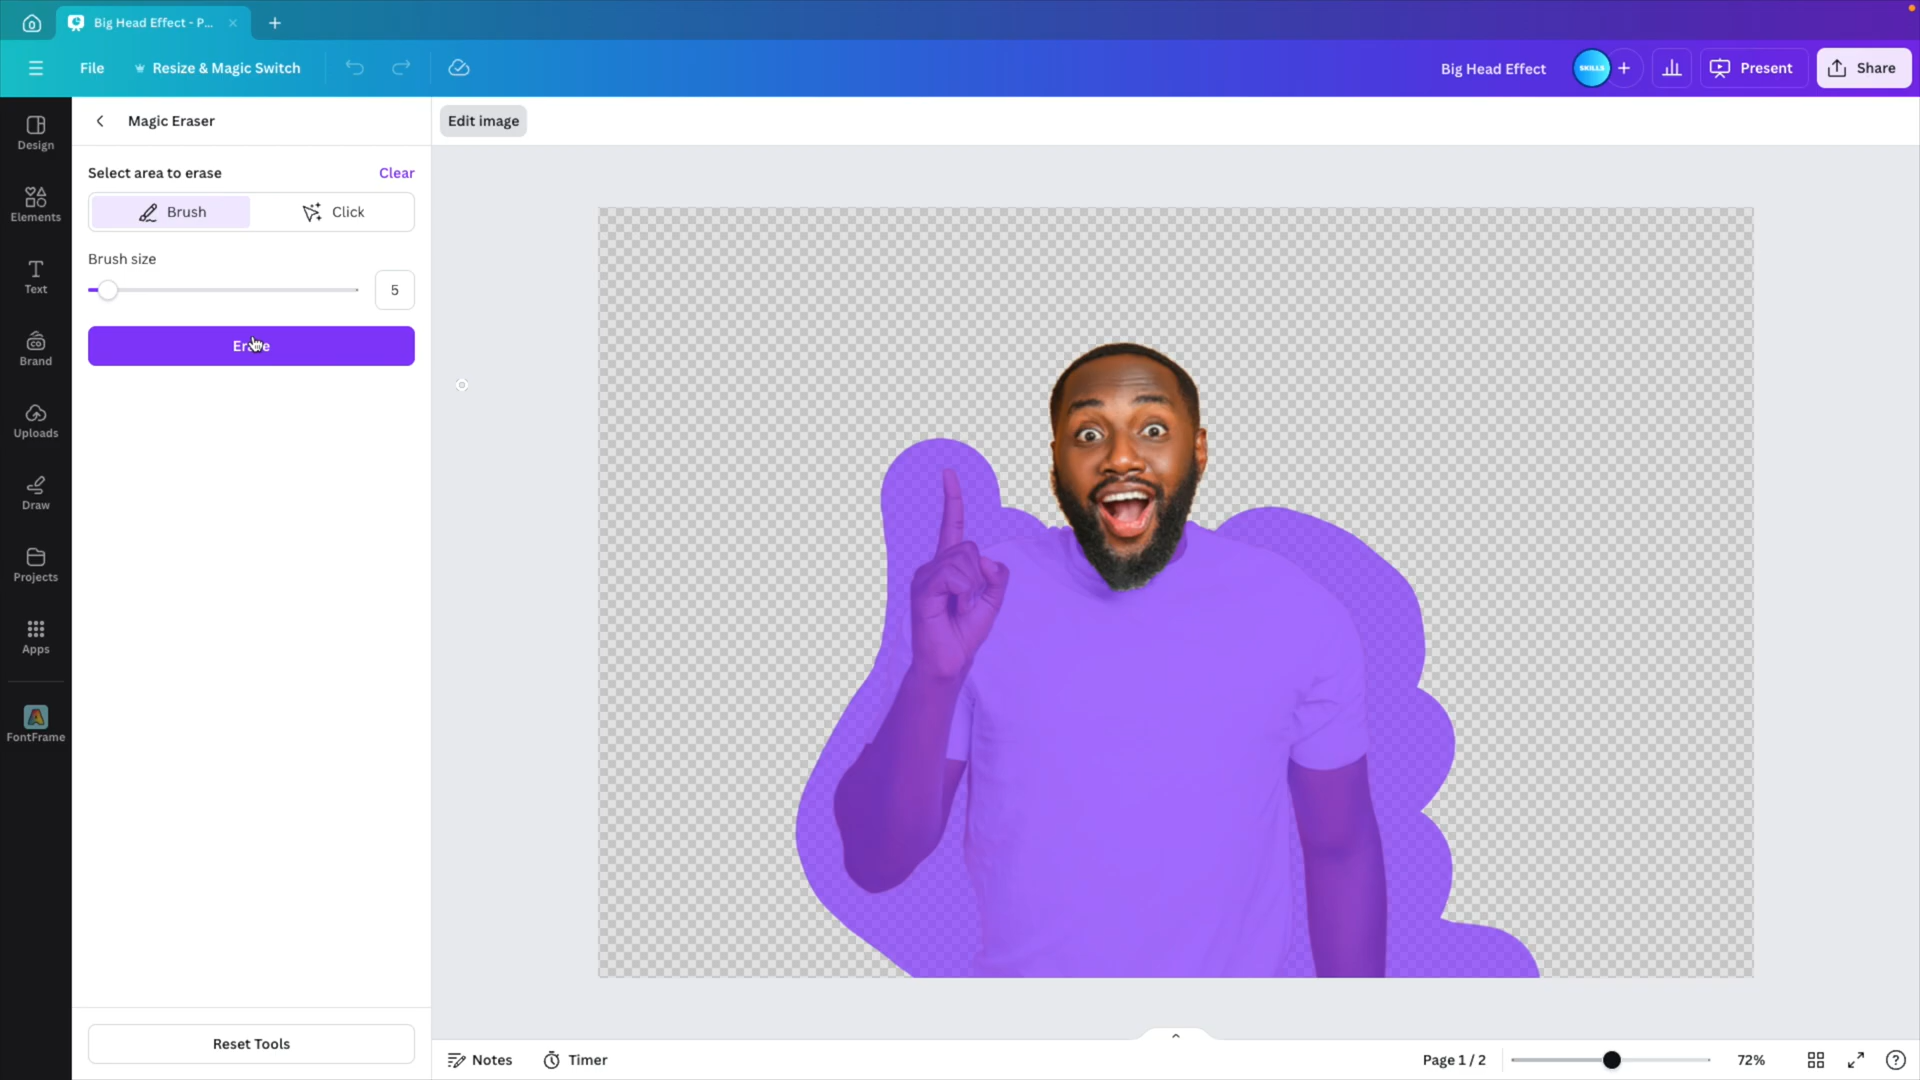 Big Head Effect - P...
File
Resize & Magic Switch
Big Head Effect
SKILLS
Present
Share
Design
Elements
Text
Brand
Uploads
Draw
Projects
Apps
FontFrame
Magic Eraser
Edit image
Select area to erase
Clear
Brush
Click
Brush size
5
Erase
Reset Tools
Notes
Timer
Page 1 / 2
72%